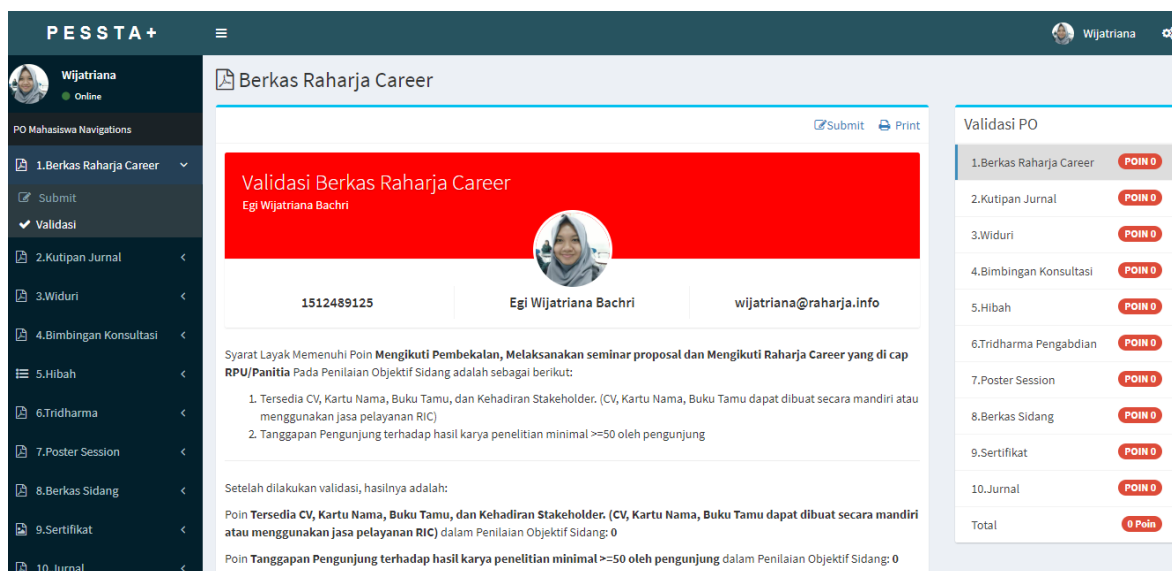 PESSTA+
Wijatriana
Wijatriana
Online
PO Mahasiswa Navigations
1.Berkas Raharja Career
Submit
Validasi
2.Kutipan Jurnal
3.Widuri
4.Bimbingan Konsultasi
5.Hibah
6.Tridharma
7.Poster Session
8.Berkas Sidang
9.Sertifikat
10.Jurnal
Berkas Raharja Career
Submit Print
Validasi Berkas Raharja Career
Egi Wijatriana Bachri
1512489125 Egi Wijatriana Bachri wijatriana@raharja.info
Syarat Layak Memenuhi Poin Mengikuti Pembekalan, Melaksanakan seminar proposal dan Mengikuti Raharja Career yang di cap
RPU/Panitia Pada Penilaian Objektif Sidang adalah sebagai berikut:
1. Tersedia CV, Kartu Nama, Buku Tamu, dan Kehadiran Stakeholder. (CV, Kartu Nama, Buku Tamu dapat dibuat secara mandiri atau
menggunakan jasa pelayanan RIC)
2. Tanggapan Pengunjung terhadap hasil karya penelitian minimal >=50 oleh pengunjung
Setelah dilakukan validasi, hasilnya adalah:
Poin Tersedia CV, Kartu Nama, Buku Tamu, dan Kehadiran Stakeholder. (CV, Kartu Nama, Buku Tamu dapat dibuat secara mandiri
atau menggunakan jasa pelayanan RIC) dalam Penilaian Objektif Sidang: 0
Poin Tanggapan Pengunjung terhadap hasil karya penelitian minimal >=50 oleh pengunjung dalam Penilaian Objektif Sidang: 0
Validasi PO
1.Berkas Raharja Career POIN 0
2.Kutipan Jurnal POIN 0
3.Widuri POIN 0
4.Bimbingan Konsultasi POIN 0
5.Hibah POIN 0
6.Tridharma Pengabdian POIN 0
7.Poster Session POIN 0
8.Berkas Sidang POIN 0
9.Sertifikat POIN 0
10.Jurnal POIN 0
Total 0 Poin